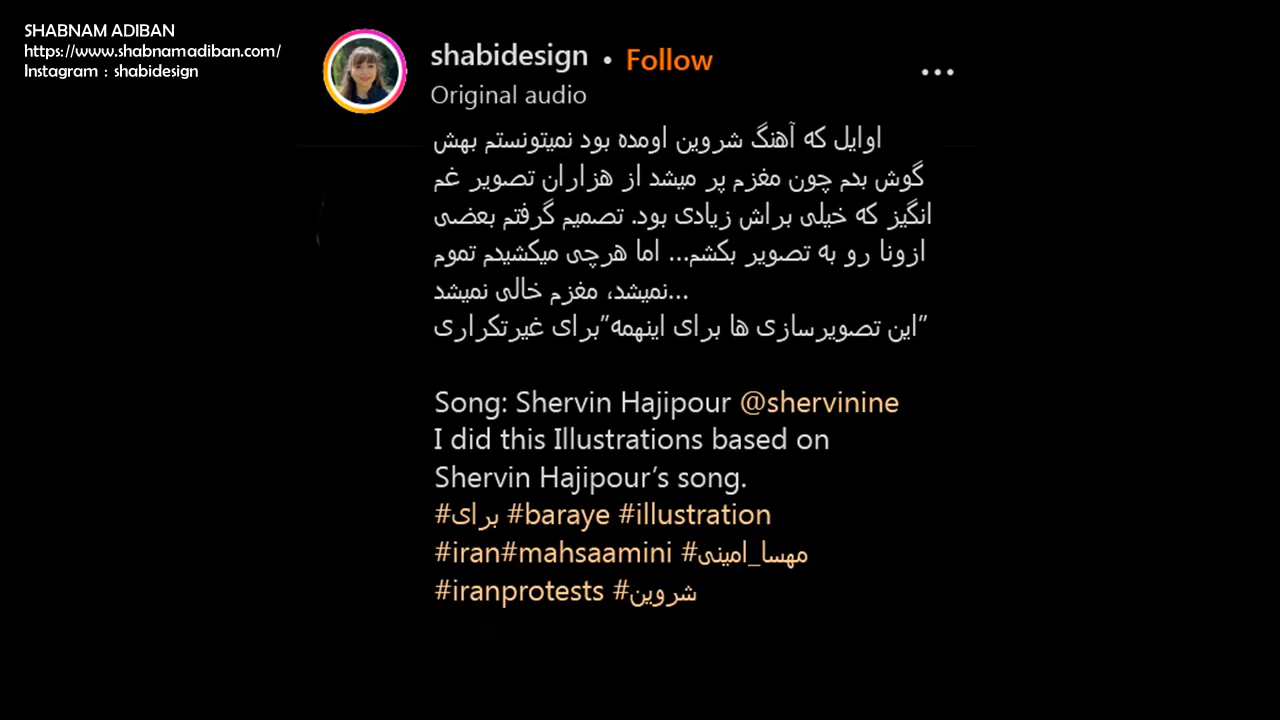 SHABNAM ADIBAN
https://www.shabnamadiban.com/
Instagram : shabidesign
shabidesign • Follow
Original audio
اوایل که آهنگ شروین اومده بود نمیتونستم بهش
گوش بدم چون مغزم پر میشد از هزاران تصویر غم
انگیز که خیلی براش زیادی بود. تصمیم گرفتم بعضی
ازونا رو به تصویر بکشم... اما هرچی میکشیدم تموم
نمیشد، مغزم خالی نمیشد...
"این تصویرسازی ها برای اینهمه"برای غیرتکراری
Song: Shervin Hajipour @shervinine
I did this Illustrations based on
Shervin Hajipour's song.
#برای #baraye #illustration
#iran#mahsaamini #مهسا_امینی
#iranprotests #شروین